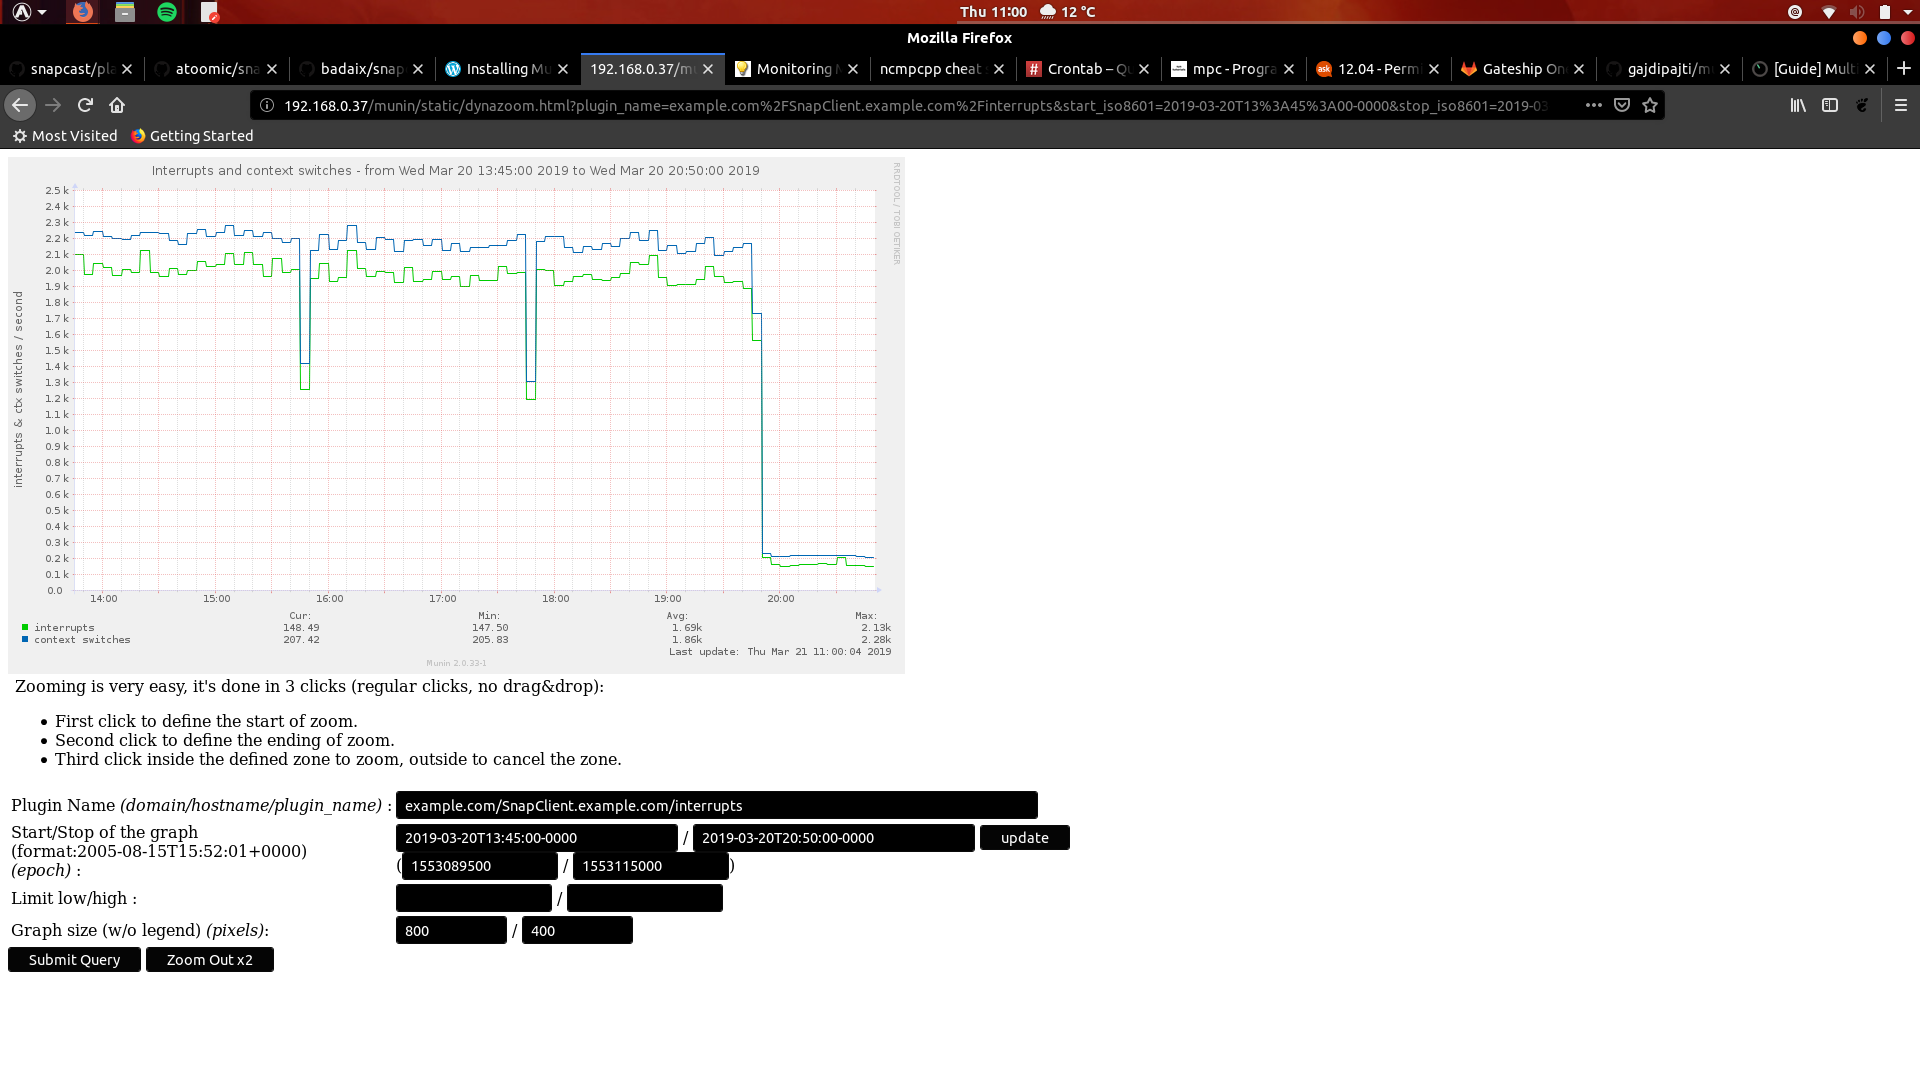 Thu 11:00 12 °C
Mozilla Firefox
snapcast/pla atoomic/sna badaix/snap Installing Mu 192.168.0.37/mu Monitoring M ncmpcpp cheat s Crontab – Qu mpc - Progra 12.04 - Permi Gateship One gajdipajti/mu [Guide] Multi
192.168.0.37/munin/static/dynazoom.html?plugin_name=example.com%2FSnapClient.example.com%2Finterrupts&start_iso8601=2019-03-20T13%3A45%3A00-0000&stop_iso8601=2019-03
Most Visited Getting Started
Interrupts and context switches - from Wed Mar 20 13:45:00 2019 to Wed Mar 20 20:50:00 2019
RRDTOOL / TOBI OETIKER
interrupts & ctx switches / second
2.5 k
2.4 k
2.3 k
2.2 k
2.1 k
2.0 k
1.9 k
1.8 k
1.7 k
1.6 k
1.5 k
1.4 k
1.3 k
1.2 k
1.1 k
1.0 k
0.9 k
0.8 k
0.7 k
0.6 k
0.5 k
0.4 k
0.3 k
0.2 k
0.1 k
0.0
14:00 15:00 16:00 17:00 18:00 19:00 20:00
Cur: Min: Avg: Max:
interrupts 148.49 147.50 1.69k 2.13k
context switches 207.42 205.83 1.86k 2.28k
Last update: Thu Mar 21 11:00:04 2019
Munin 2.0.33-1
Zooming is very easy, it's done in 3 clicks (regular clicks, no drag&drop):
• First click to define the start of zoom.
• Second click to define the ending of zoom.
• Third click inside the defined zone to zoom, outside to cancel the zone.
Plugin Name (domain/hostname/plugin_name) : example.com/SnapClient.example.com/interrupts
Start/Stop of the graph
(format:2005-08-15T15:52:01+0000)
(epoch) :
2019-03-20T13:45:00-0000 / 2019-03-20T20:50:00-0000 update
(1553089500 / 1553115000)
Limit low/high : /
Graph size (w/o legend) (pixels): 800 / 400
Submit Query Zoom Out x2